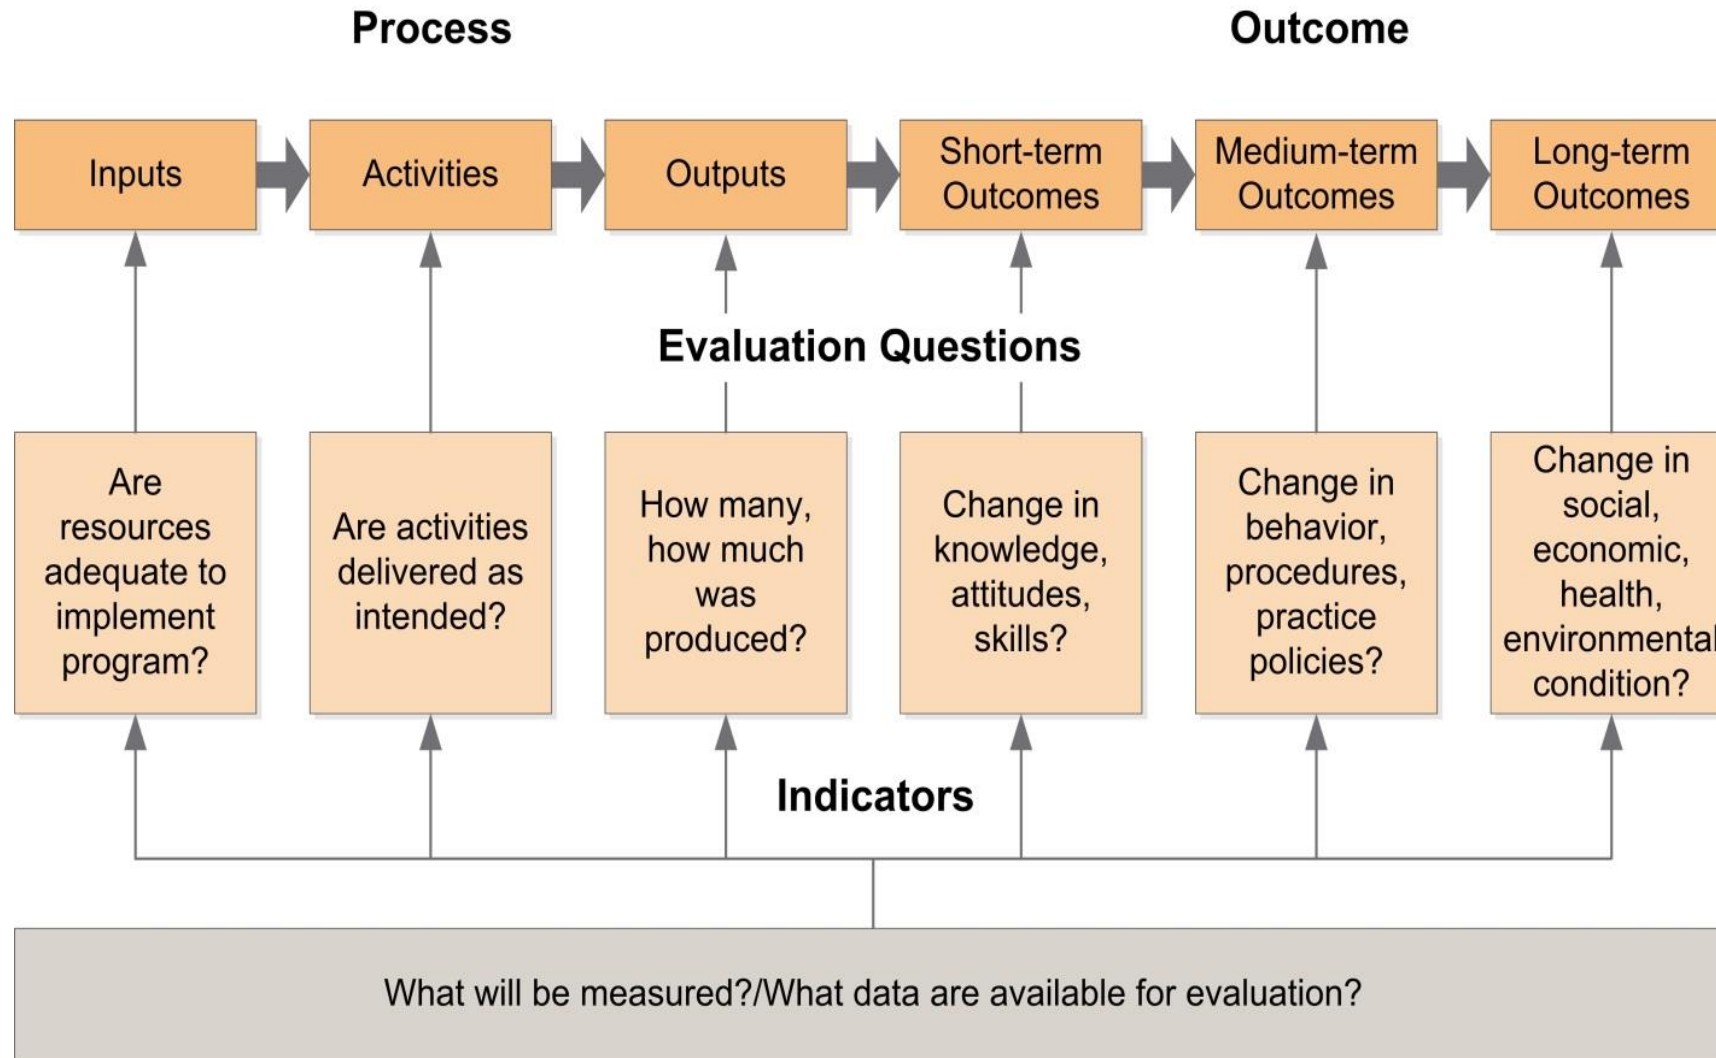 Process
Outcome
Inputs
Activities
Outputs
Short-term
Outcomes
Medium-term
Outcomes
Long-term
Outcomes
Evaluation Questions
Are
resources
adequate to
implement
program?
Are activities
delivered as
intended?
How many,
how much
was
produced?
Change in
knowledge,
attitudes,
skills?
Change in
behavior,
procedures,
practice
policies?
Change in
social,
economic,
health,
environmental
condition?
Indicators
What will be measured?/What data are available for evaluation?